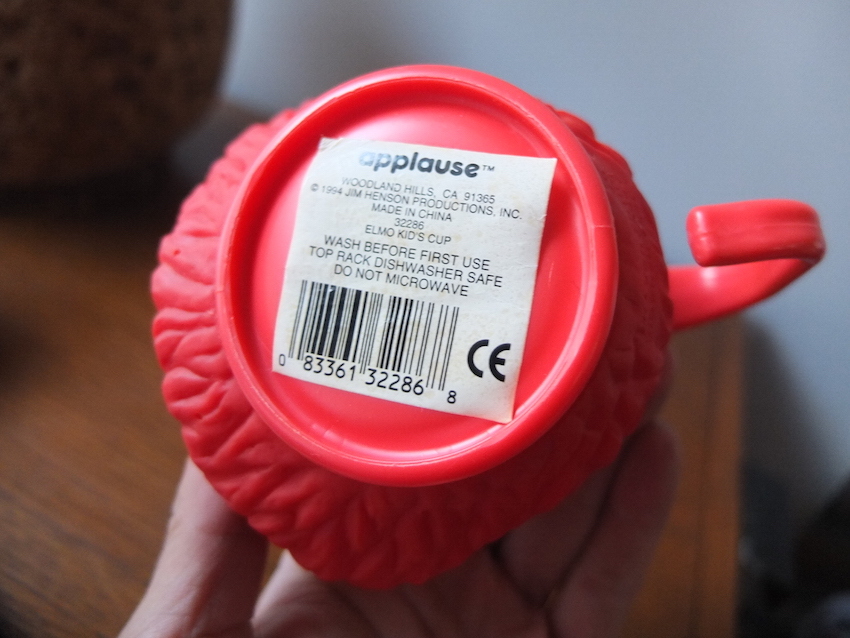 applause™
WOODLAND HILLS, CA 91365
© 1994 JIM HENSON PRODUCTIONS, INC.
MADE IN CHINA
32286
ELMO KID'S CUP
WASH BEFORE FIRST USE
TOP RACK DISHWASHER SAFE
DO NOT MICROWAVE
CE
0 83361 32286 8